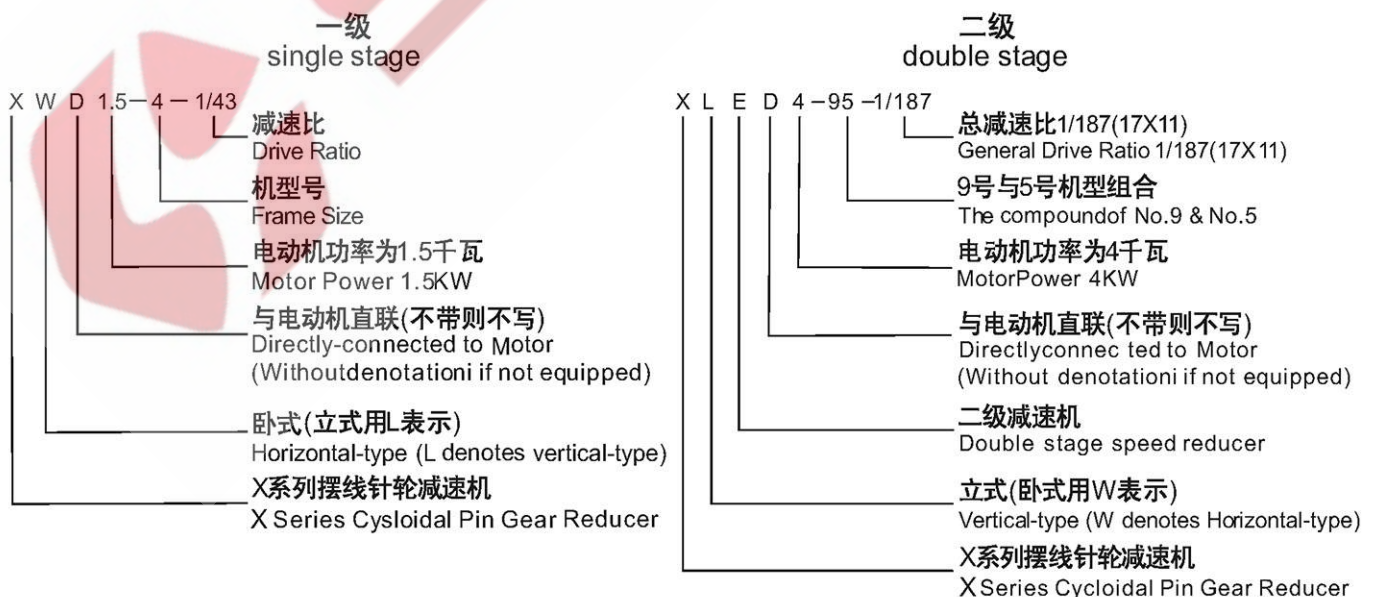 一级
single stage
X W D 1.5－4－1/43
减速比
Drive Ratio
机型号
Frame Size
电动机功率为1.5千瓦
Motor Power 1.5KW
与电动机直联(不带则不写)
Directly-connected to Motor
(Withoutdenotationi if not equipped)
卧式(立式用L表示)
Horizontal-type (L denotes vertical-type)
X系列摆线针轮减速机
X Series Cysloidal Pin Gear Reducer
二级
double stage
X L E D 4－95－1/187
总减速比1/187(17X11)
General Drive Ratio 1/187(17X11)
9号与5号机型组合
The compoundof No.9 & No.5
电动机功率为4千瓦
MotorPower 4KW
与电动机直联(不带则不写)
Directlyconnec ted to Motor
(Without denotationi if not equipped)
二级减速机
Double stage speed reducer
立式(卧式用W表示)
Vertical-type (W denotes Horizontal-type)
X系列摆线针轮减速机
X Series Cycloidal Pin Gear Reducer